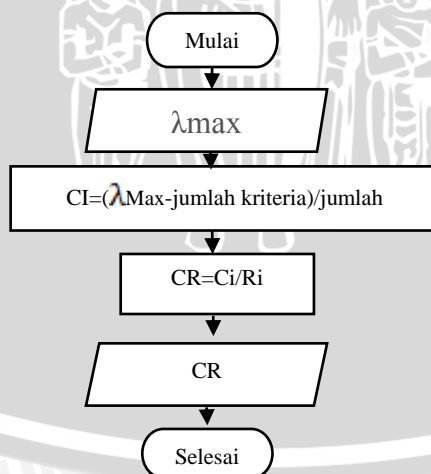 Mulai
λmax
CI=(λMax-jumlah kriteria)/jumlah
CR=Ci/Ri
CR
Selesai